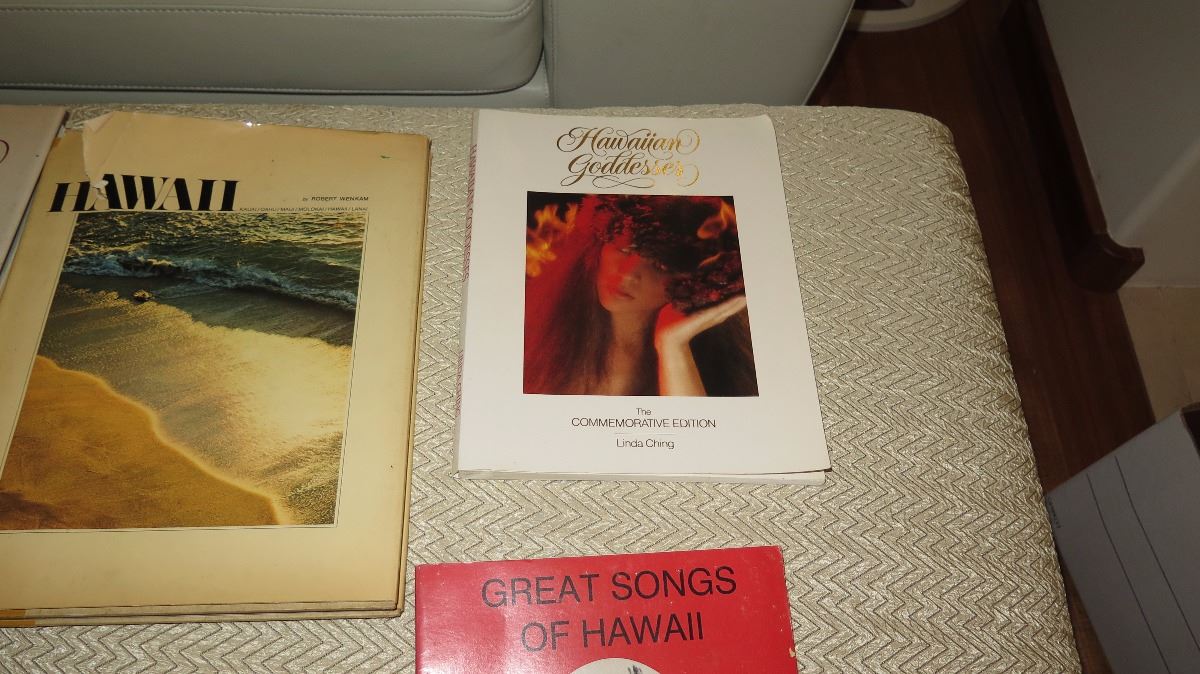 HAWAII
by ROBERT WENKAM
KAUAI / OAHU / MAUI / MOLOKAI / HAWAII / LANAI
Hawaiian
Goddesses
The
COMMEMORATIVE EDITION
Linda Ching
GREAT SONGS
OF HAWAII